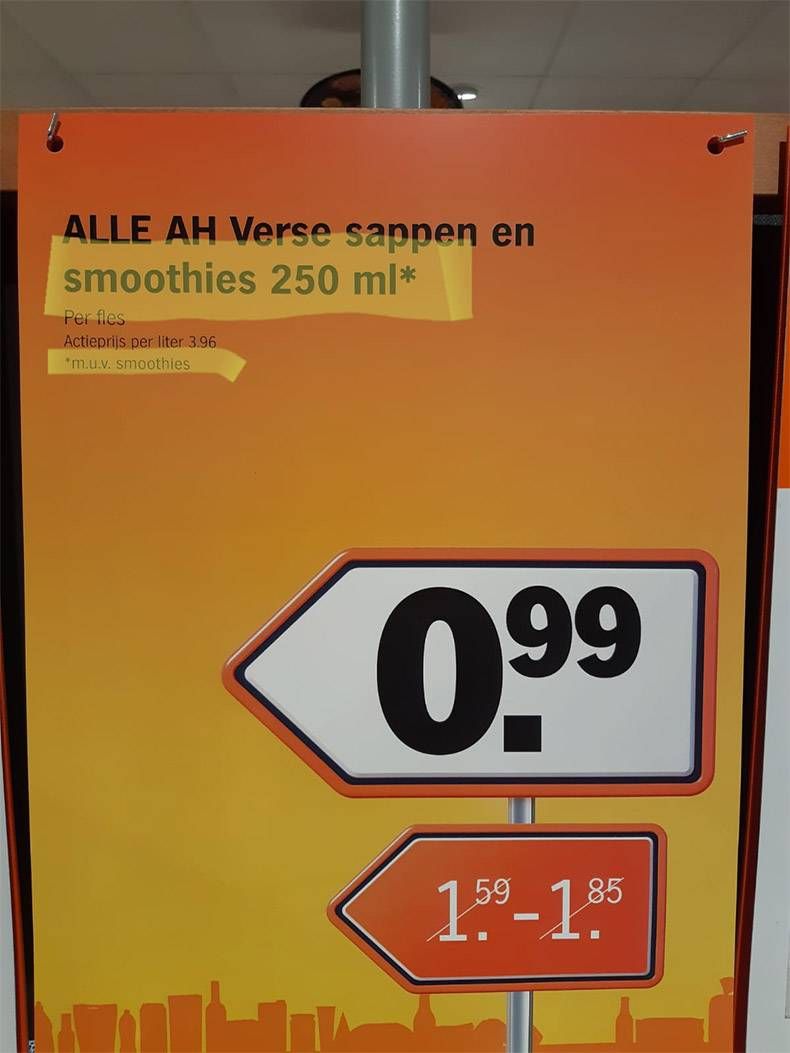 ALLE AH Verse sappen en
smoothies 250 ml*
Per fles
Actieprijs per liter 3.96
*m.u.v. smoothies
0.99
1.59-1.85